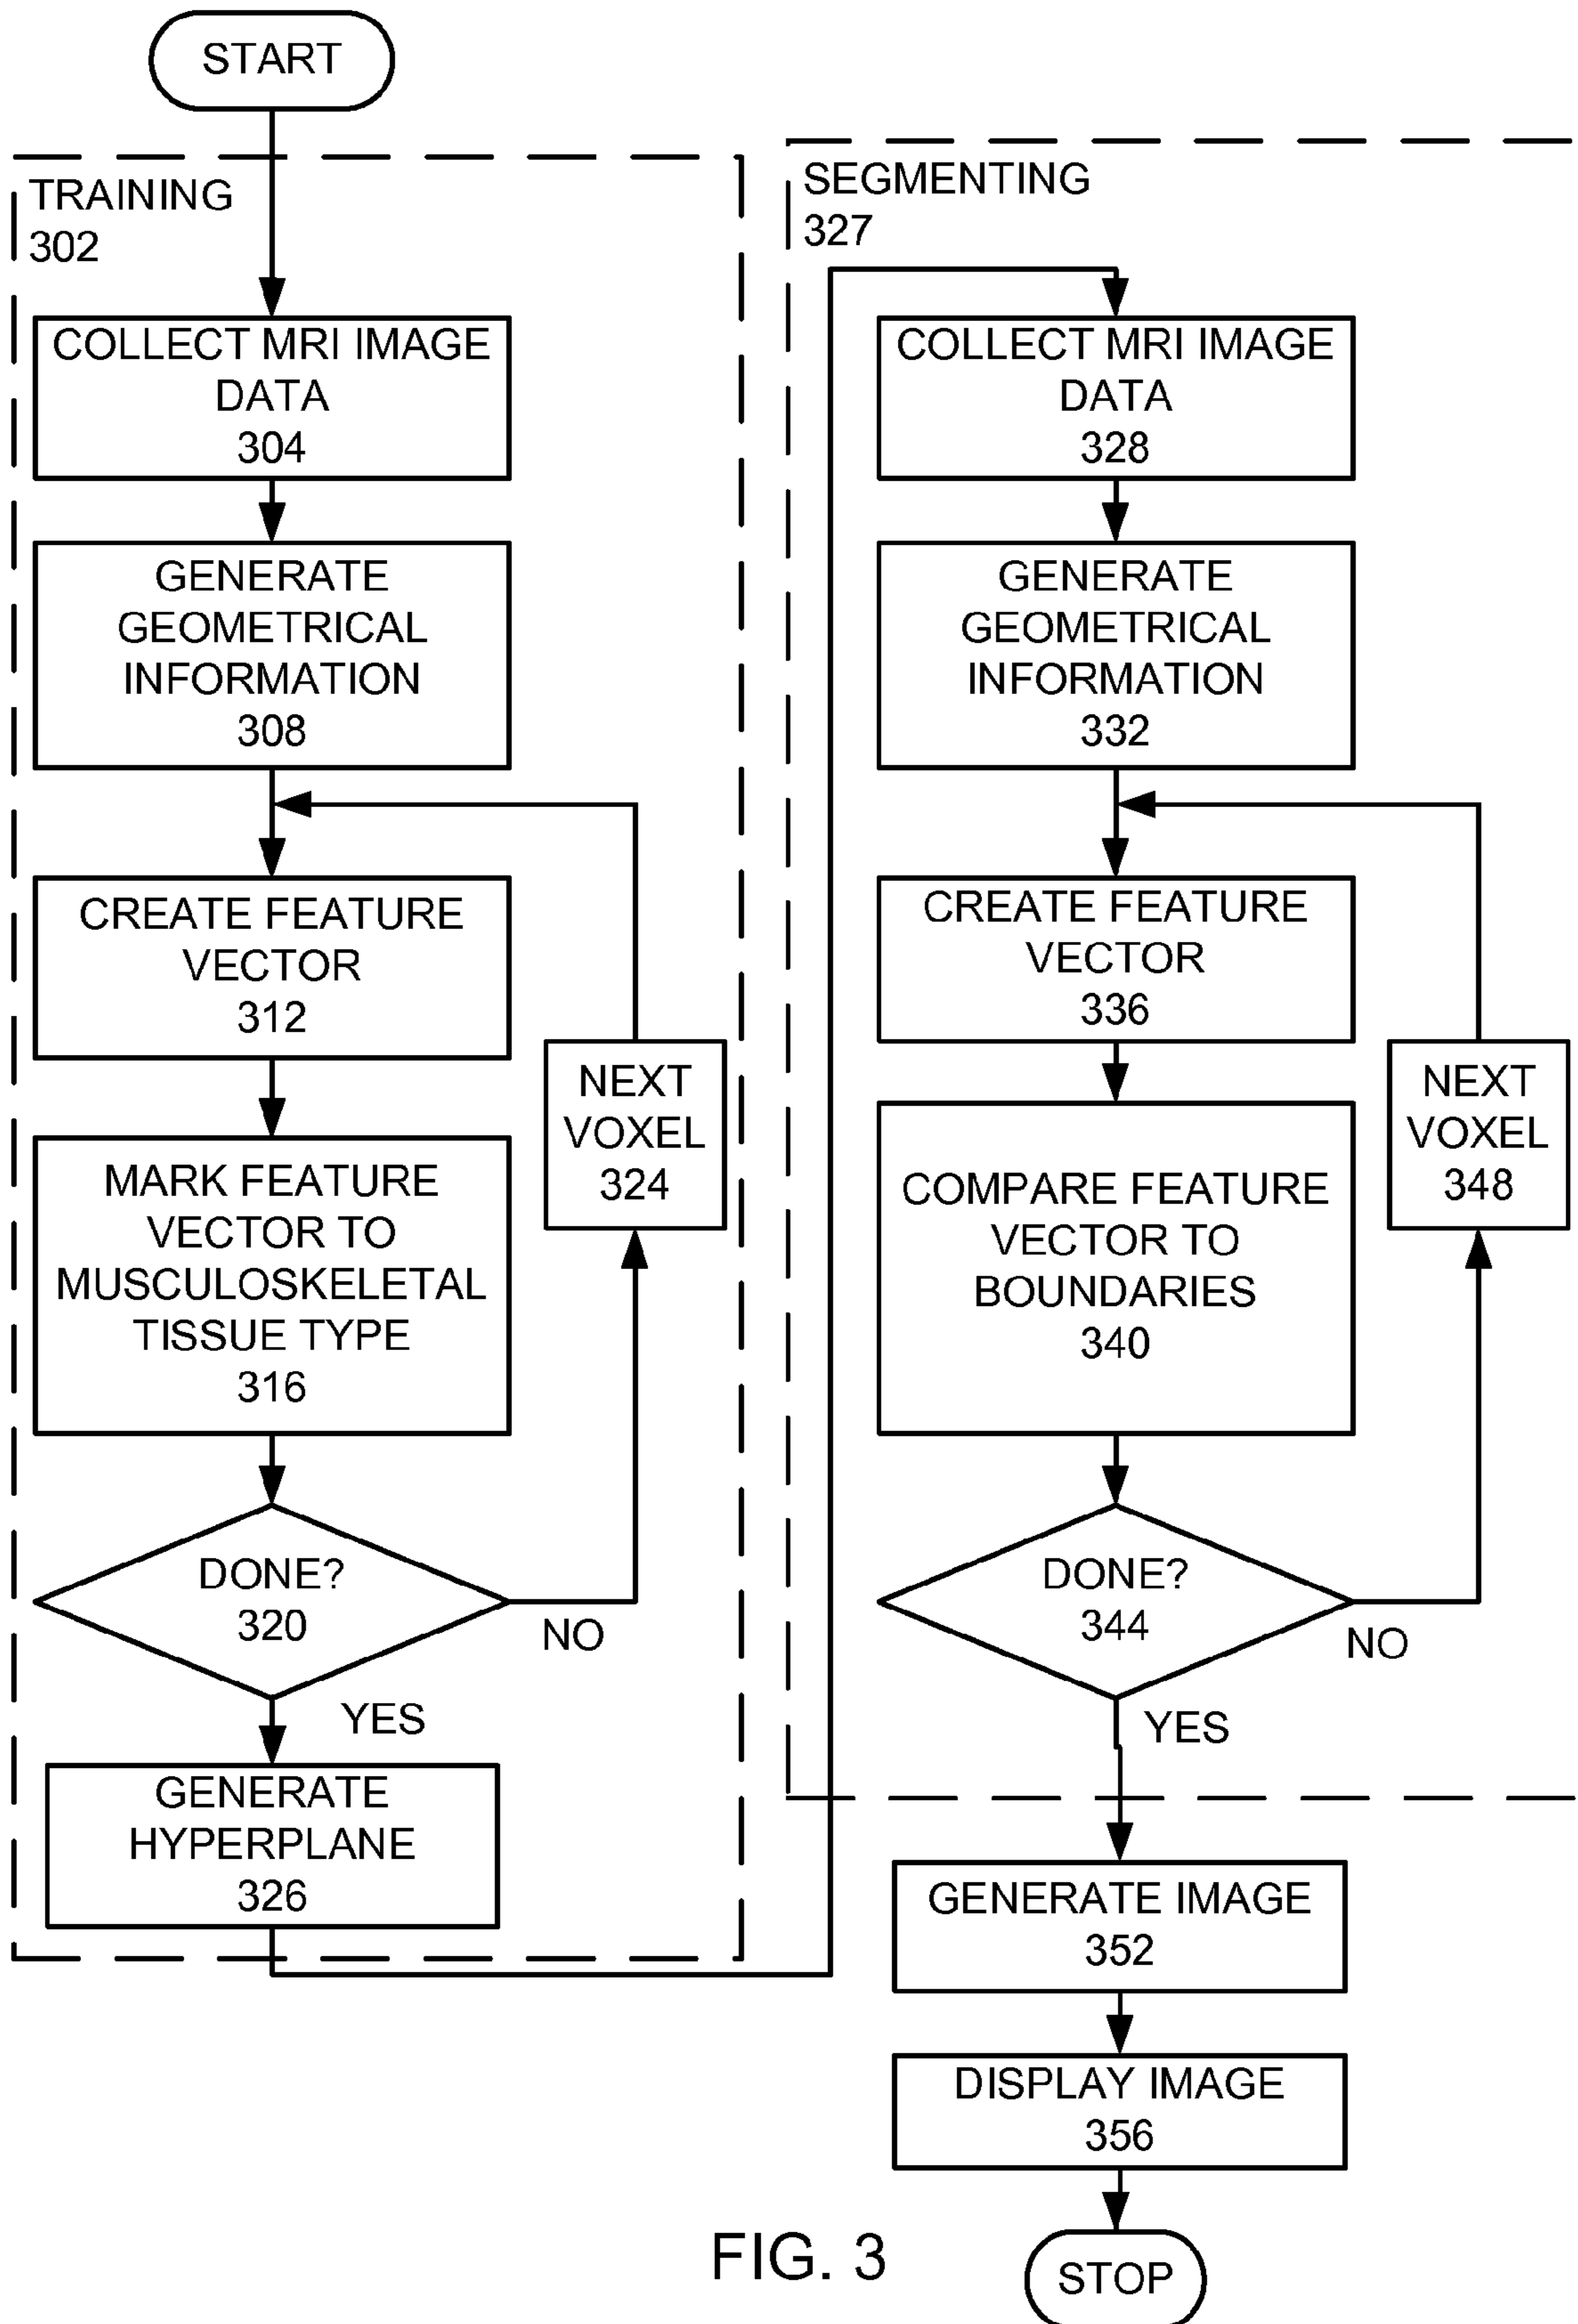 START
TRAINING
302
COLLECT MRI IMAGE
DATA
304
GENERATE
GEOMETRICAL
INFORMATION
308
CREATE FEATURE
VECTOR
312
MARK FEATURE
VECTOR TO
MUSCULOSKELETAL
TISSUE TYPE
316
NEXT
VOXEL
324
DONE?
320
NO
YES
GENERATE
HYPERPLANE
326
SEGMENTING
327
COLLECT MRI IMAGE
DATA
328
GENERATE
GEOMETRICAL
INFORMATION
332
CREATE FEATURE
VECTOR
336
COMPARE FEATURE
VECTOR TO
BOUNDARIES
340
NEXT
VOXEL
348
DONE?
344
NO
YES
GENERATE IMAGE
352
DISPLAY IMAGE
356
STOP
FIG. 3